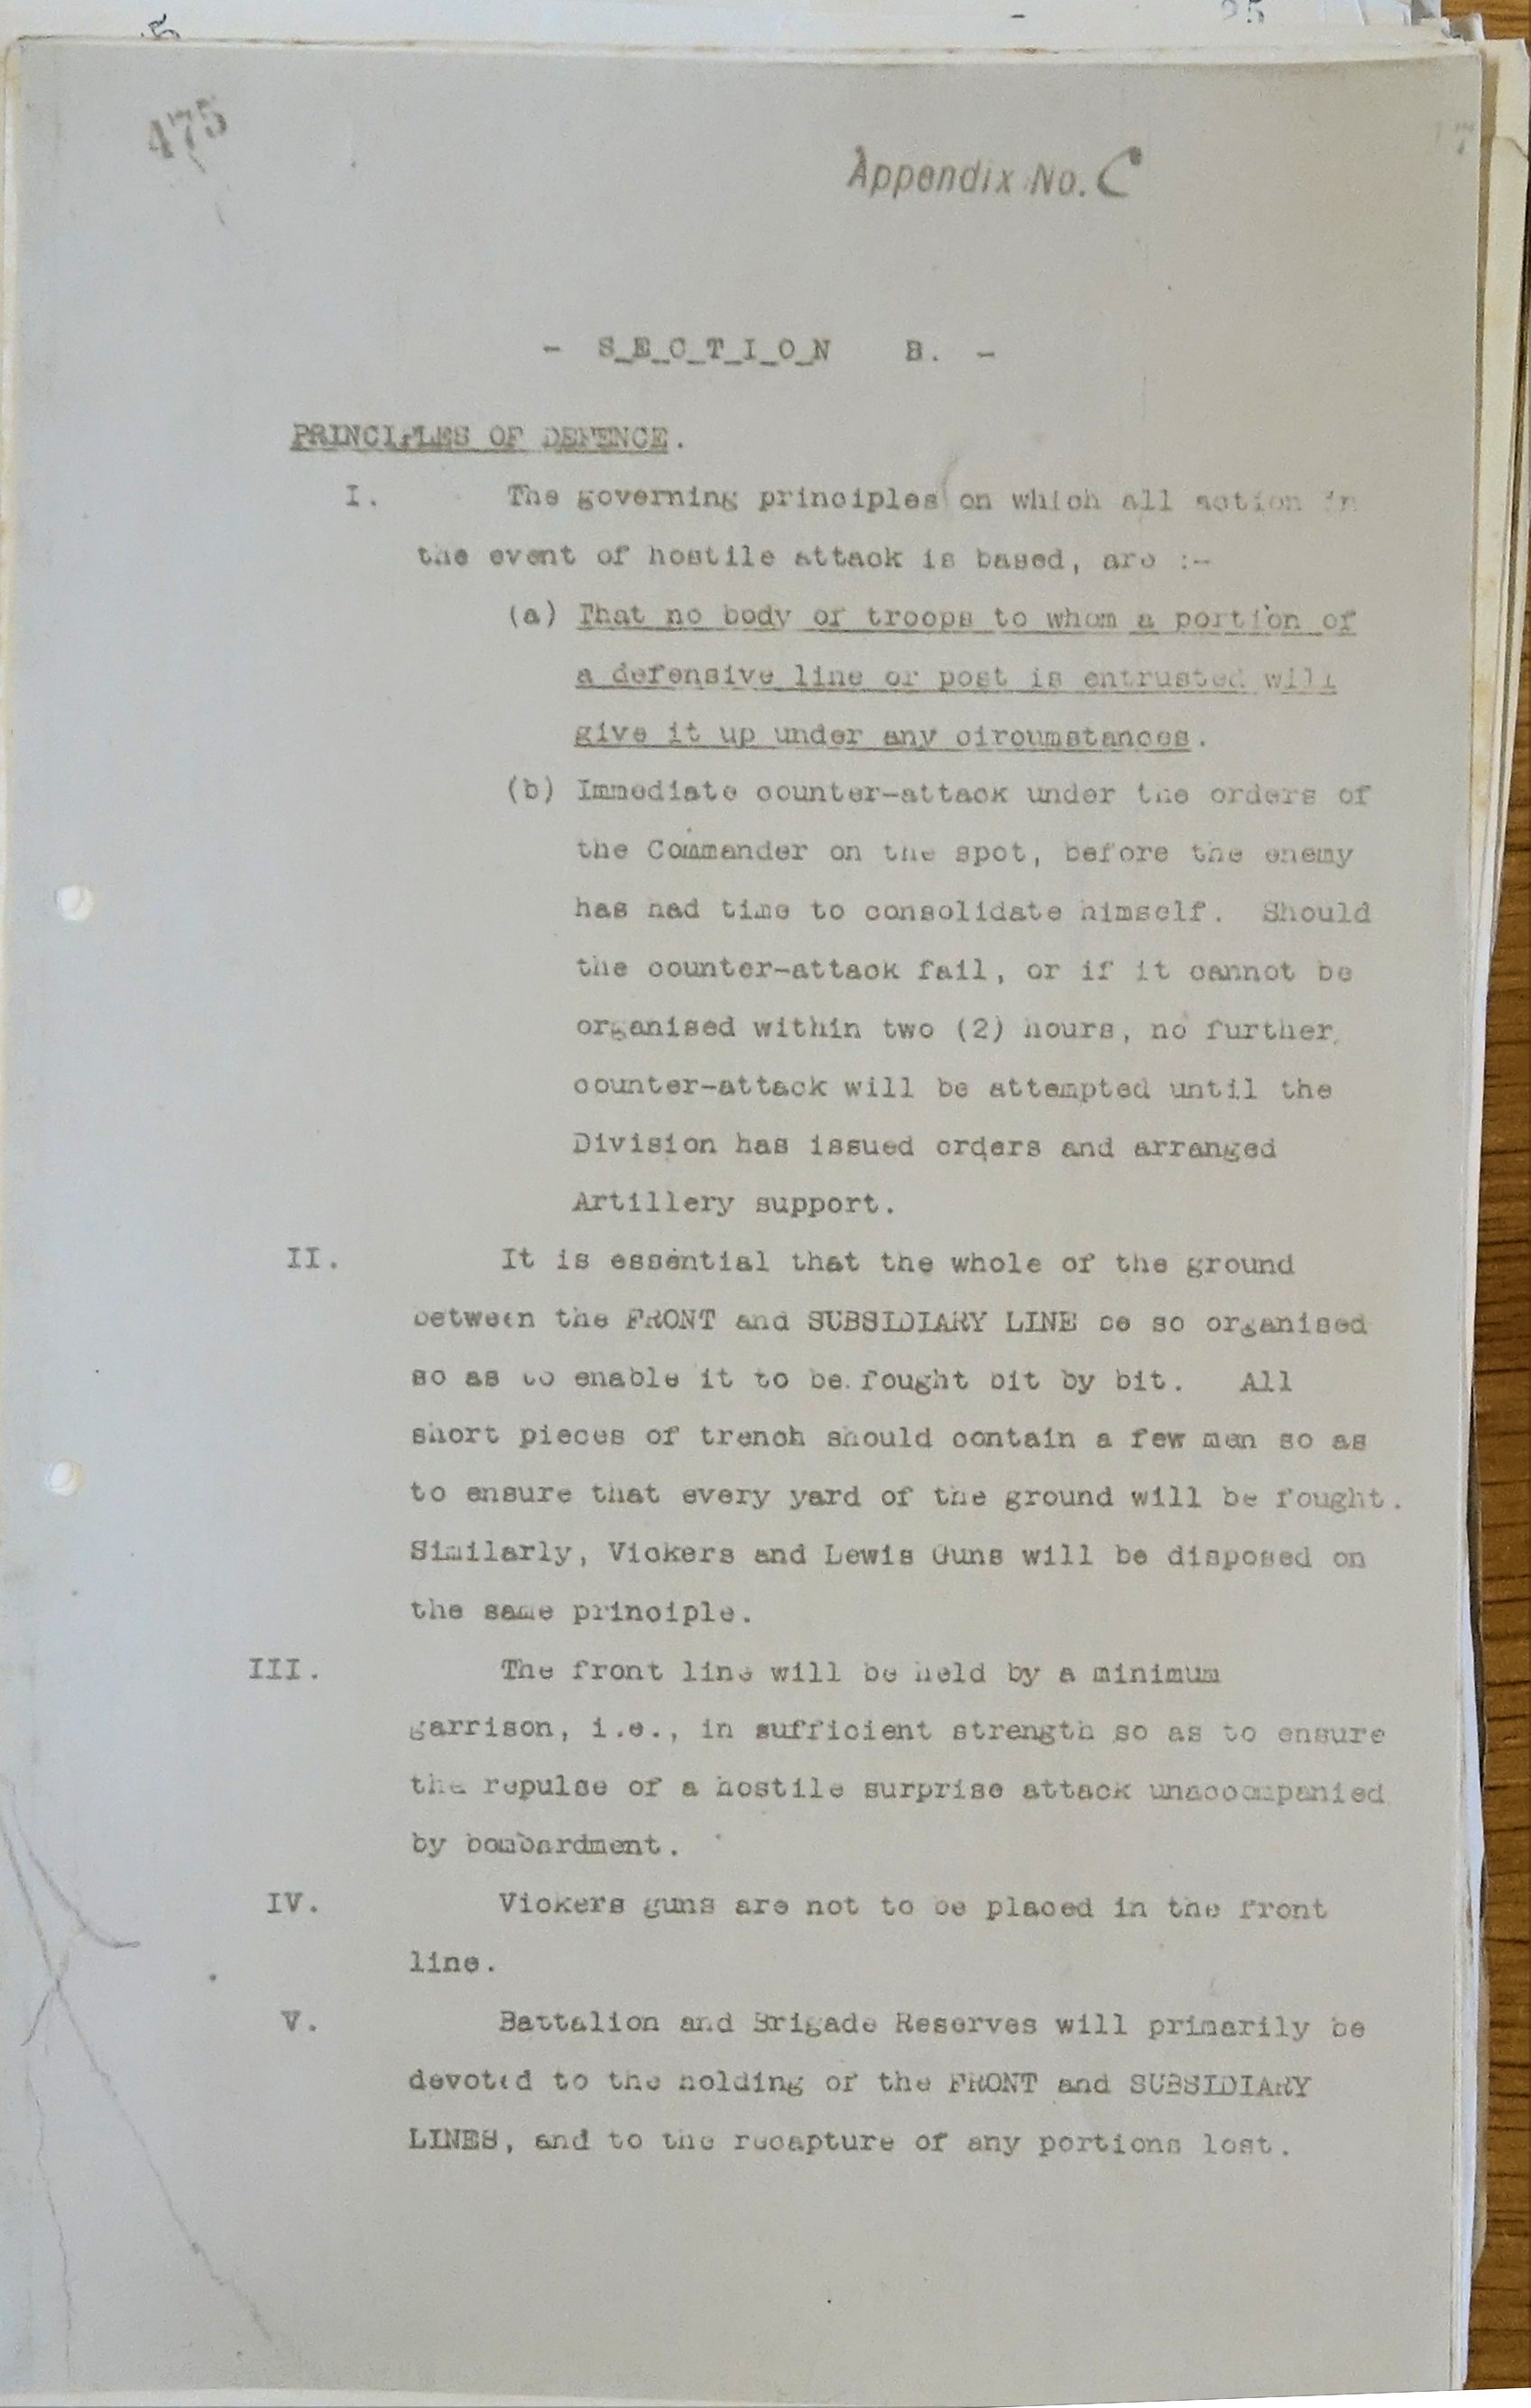 475
Appendix No. C
- S_E_C_T_I_O_N B. -
PRINCIPLES OF DEFENCE.
I. The governing principles on which all action in
the event of hostile attack is based, are :-
(a) That no body of troops to whom a portion of
a defensive line or post is entrusted will
give it up under any circumstances.
(b) Immediate counter-attack under the orders of
the Commander on the spot, before the enemy
has had time to consolidate himself. Should
the counter-attack fail, or if it cannot be
organised within two (2) hours, no further
counter-attack will be attempted until the
Division has issued orders and arranged
Artillery support.
II. It is essential that the whole of the ground
between the FRONT and SUBSIDIARY LINE be so organised
so as to enable it to be fought bit by bit. All
short pieces of trench should contain a few men so as
to ensure that every yard of the ground will be fought.
Similarly, Vickers and Lewis Guns will be disposed on
the same principle.
III. The front line will be held by a minimum
garrison, i.e., in sufficient strength so as to ensure
the repulse of a hostile surprise attack unaccompanied
by bombardment.
IV. Vickers guns are not to be placed in the front
line.
V. Battalion and Brigade Reserves will primarily be
devoted to the holding of the FRONT and SUBSIDIARY
LINES, and to the recapture of any portions lost.